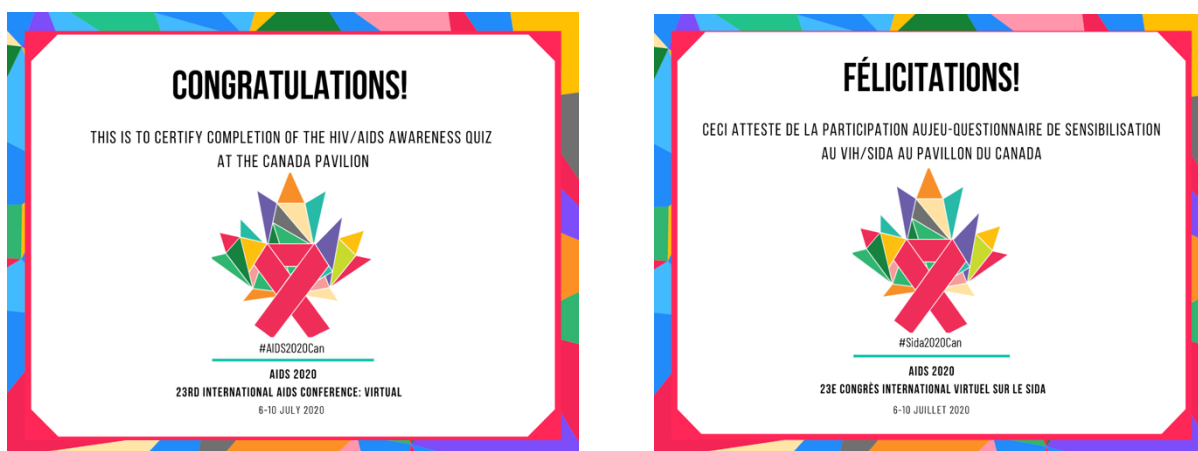 CONGRATULATIONS!
THIS IS TO CERTIFY COMPLETION OF THE HIV/AIDS AWARENESS QUIZ
AT THE CANADA PAVILION
#AIDS2020Can
AIDS 2020
23RD INTERNATIONAL AIDS CONFERENCE: VIRTUAL
6-10 JULY 2020
FÉLICITATIONS!
CECI ATTESTE DE LA PARTICIPATION AUJEU-QUESTIONNAIRE DE SENSIBILISATION
AU VIH/SIDA AU PAVILLON DU CANADA
#Sida2020Can
AIDS 2020
23E CONGRÈS INTERNATIONAL VIRTUEL SUR LE SIDA
6-10 JUILLET 2020